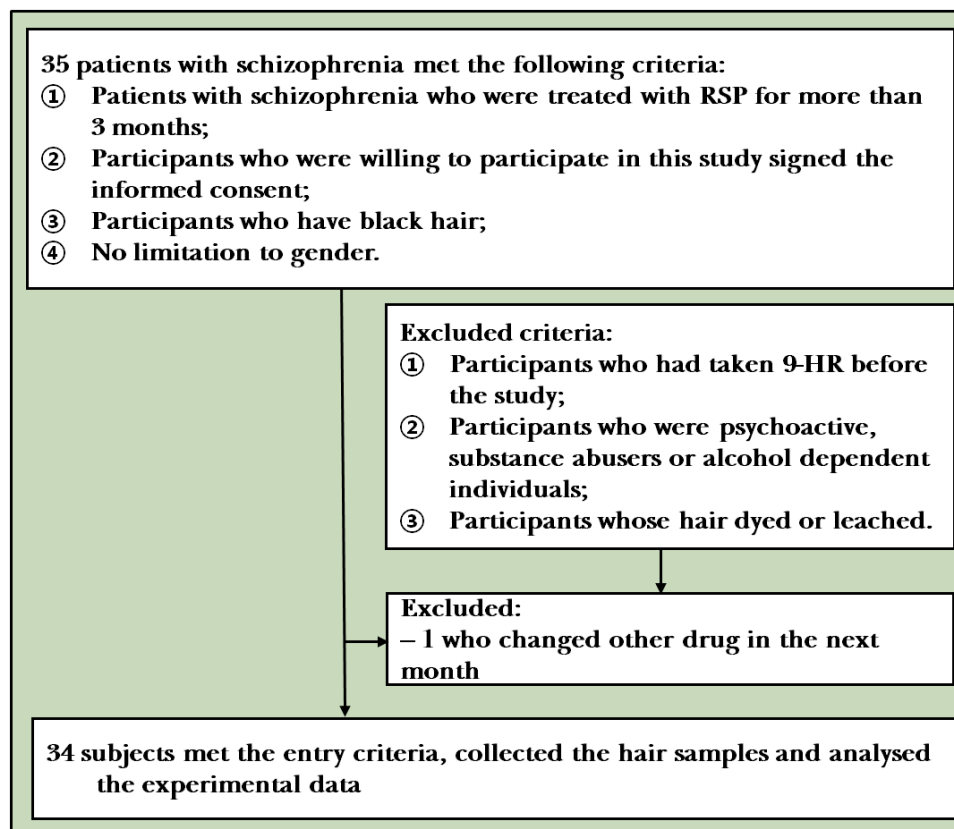 35 patients with schizophrenia met the following criteria:
① Patients with schizophrenia who were treated with RSP for more than
3 months;
② Participants who were willing to participate in this study signed the
informed consent;
③ Participants who have black hair;
④ No limitation to gender.
Excluded criteria:
① Participants who had taken 9-HR before
the study;
② Participants who were psychoactive,
substance abusers or alcohol dependent
individuals;
③ Participants whose hair dyed or leached.
Excluded:
– 1 who changed other drug in the next
month
34 subjects met the entry criteria, collected the hair samples and analysed
the experimental data